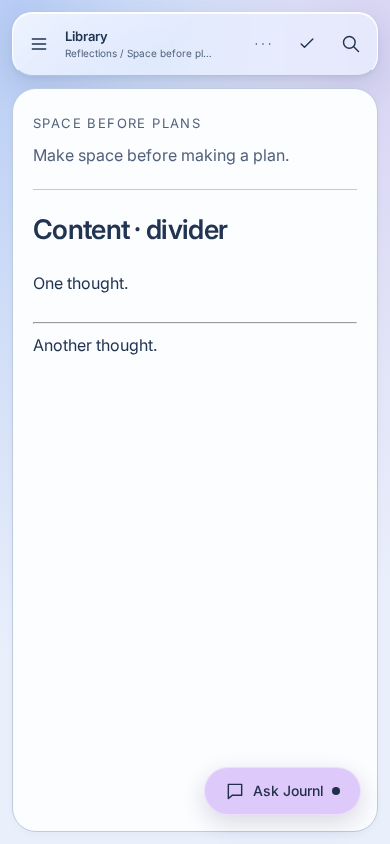 Library
Reflections / Space before pl...
SPACE BEFORE PLANS
Make space before making a plan.
Content · divider
One thought.
Another thought.
Ask Journl